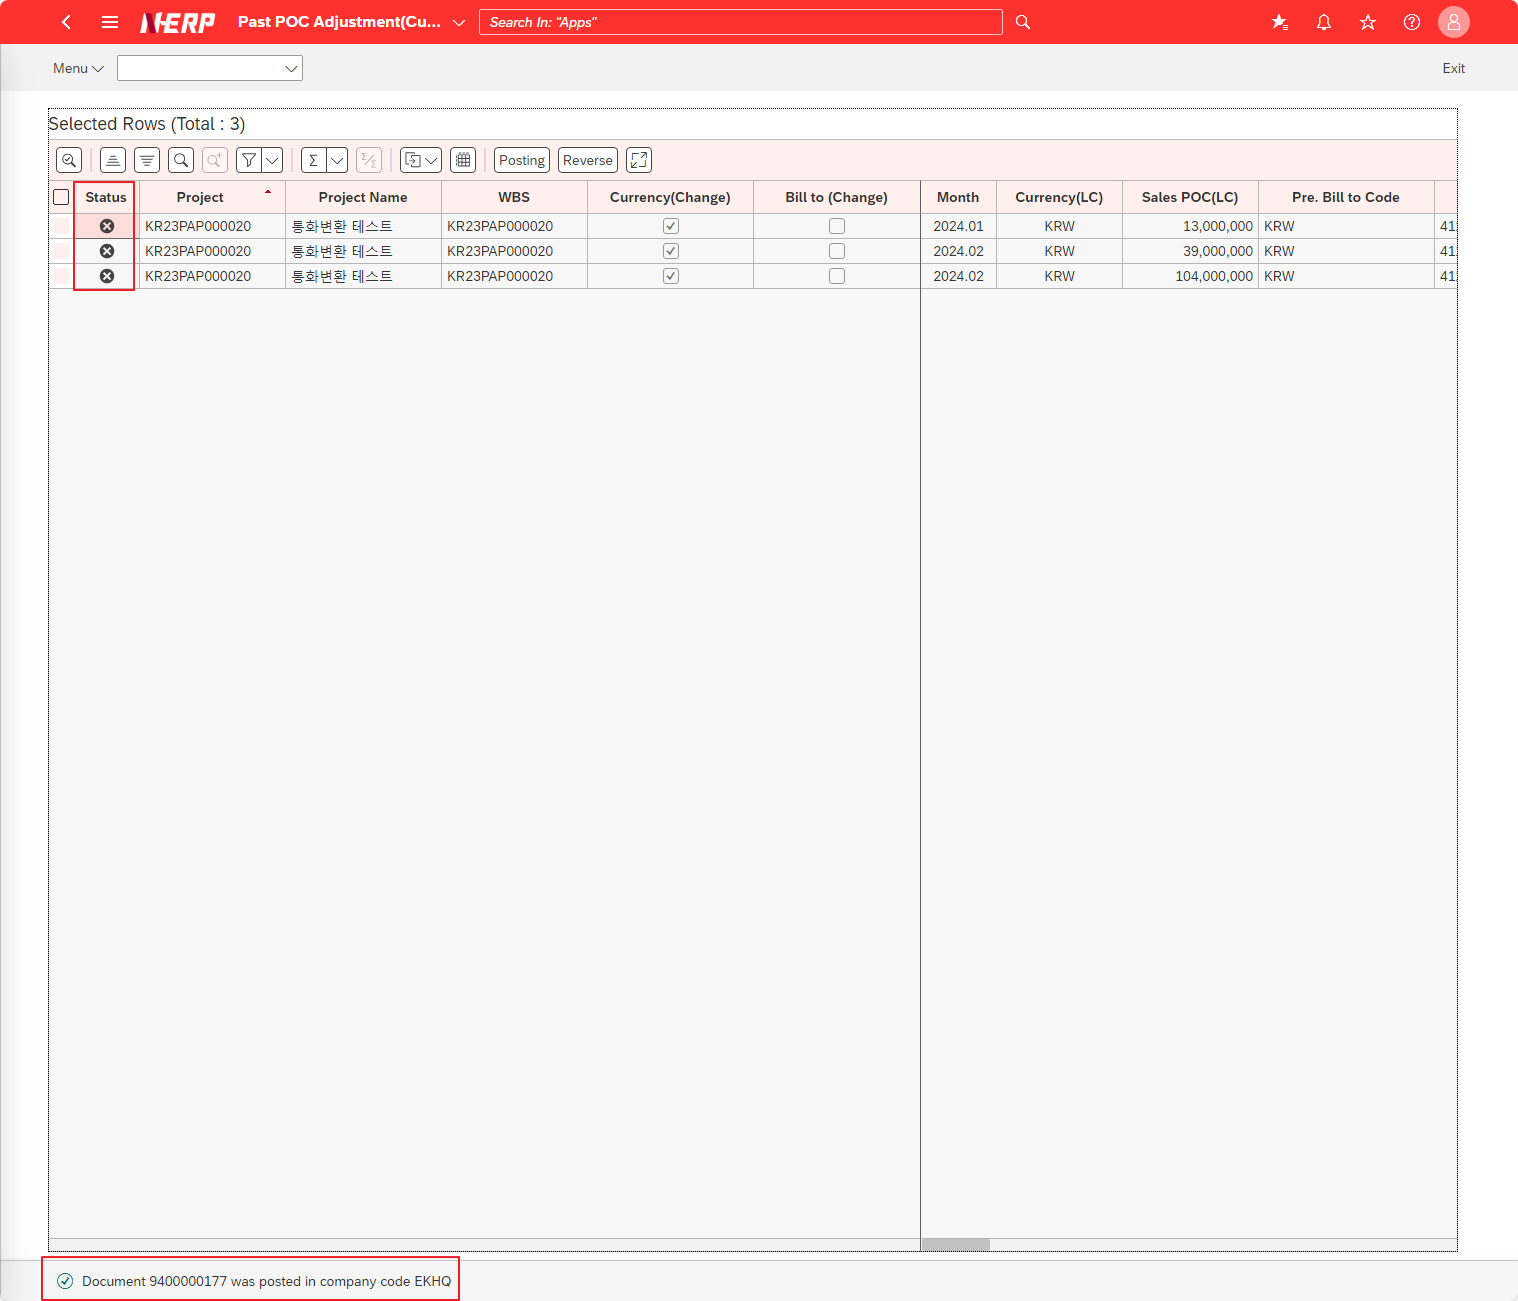 NERP Past POC Adjustment(Cu... Search In: "Apps"
Menu Exit
Selected Rows (Total : 3)
Posting Reverse
Status Project Project Name WBS Currency(Change) Bill to (Change) Month Currency(LC) Sales POC(LC) Pre. Bill to Code
KR23PAP000020 통화변환 테스트 KR23PAP000020 2024.01 KRW 13,000,000 KRW 41
KR23PAP000020 통화변환 테스트 KR23PAP000020 2024.02 KRW 39,000,000 KRW 41
KR23PAP000020 통화변환 테스트 KR23PAP000020 2024.02 KRW 104,000,000 KRW 41
Document 9400000177 was posted in company code EKHQ